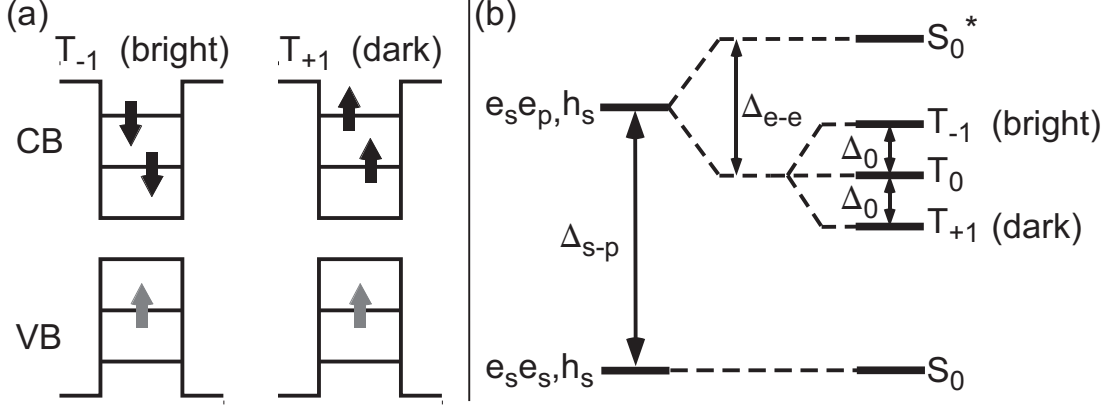 (a)
T₋₁ (bright)
T₊₁ (dark)
CB
VB
(b)
S₀*
eₛeₚ,hₛ
Δₑ₋ₑ
T₋₁ (bright)
Δ₀
T₀
Δ₀
T₊₁ (dark)
Δₛ₋ₚ
eₛeₛ,hₛ
S₀